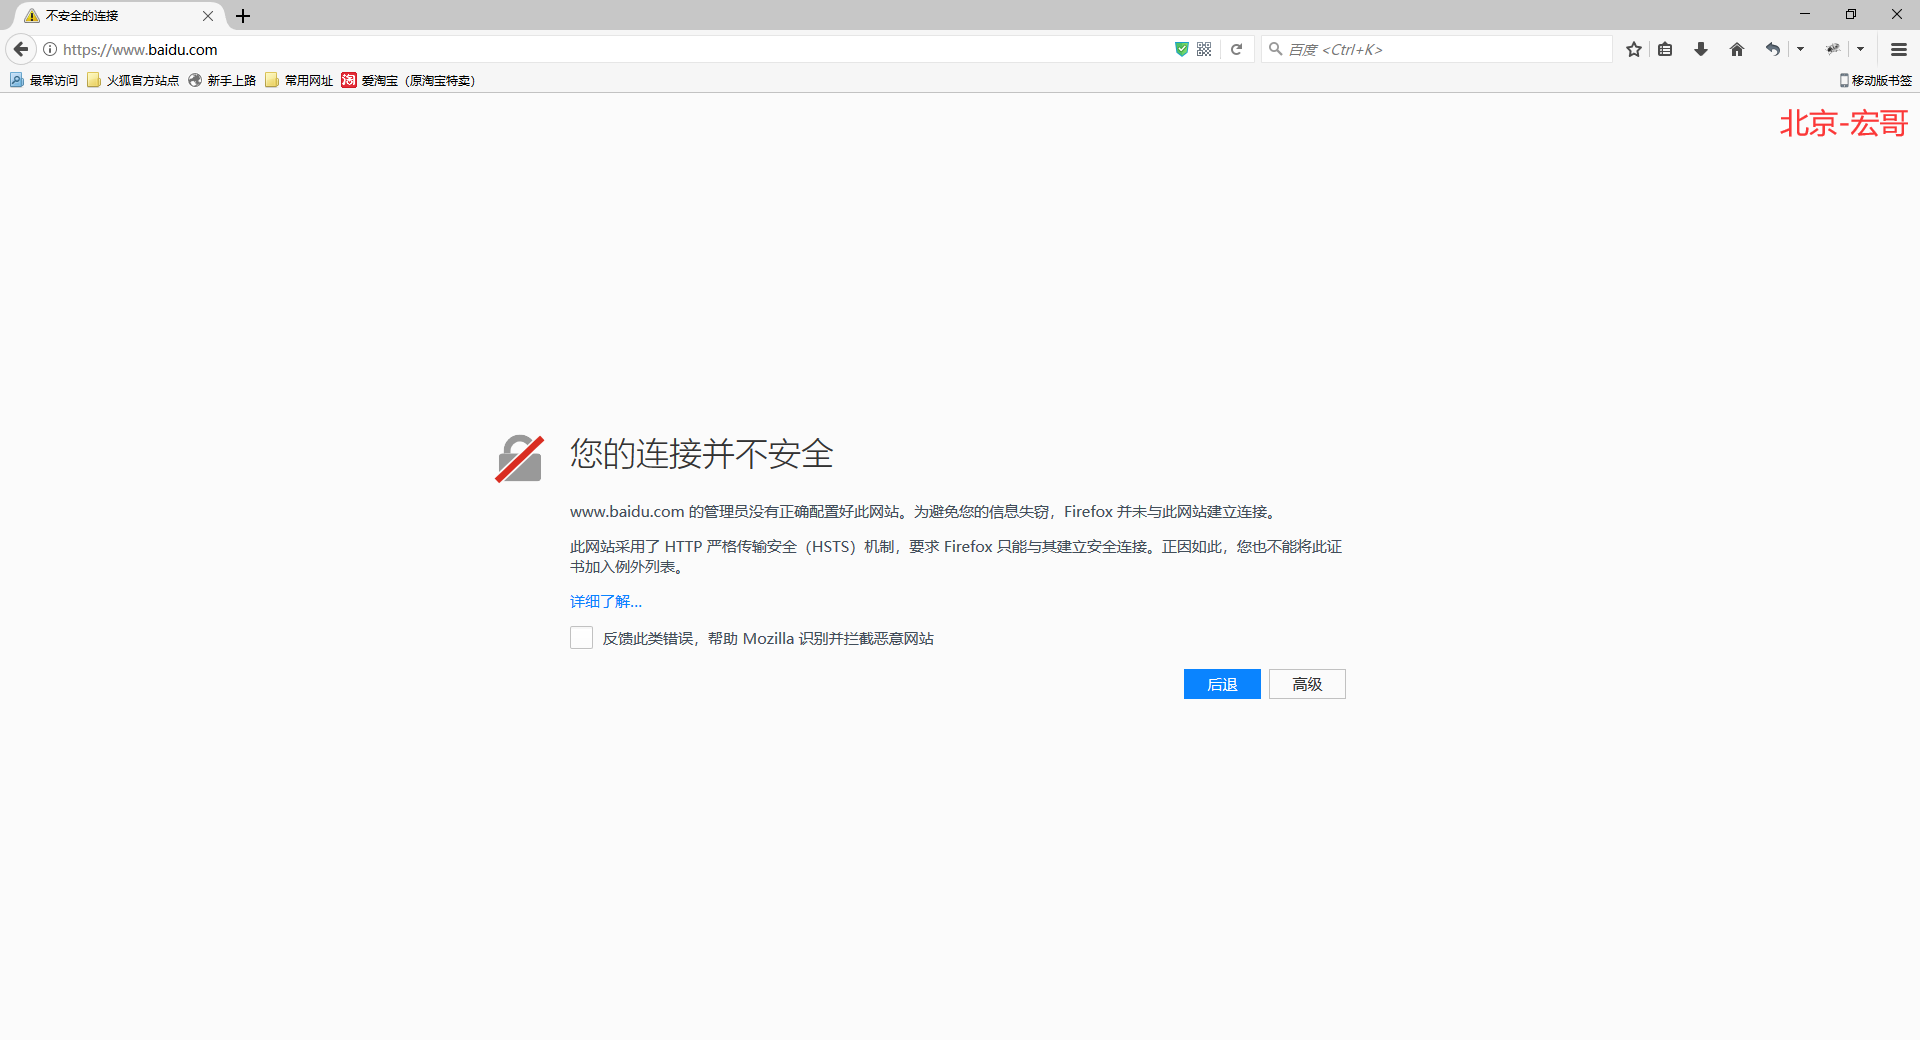 不安全的连接
https://www.baidu.com
百度 <Ctrl+K>
最常访问 火狐官方站点 新手上路 常用网址 淘 爱淘宝（原淘宝特卖） 移动版书签
北京-宏哥
您的连接并不安全
www.baidu.com 的管理员没有正确配置好此网站。为避免您的信息失窃，Firefox 并未与此网站建立连接。
此网站采用了 HTTP 严格传输安全（HSTS）机制，要求 Firefox 只能与其建立安全连接。正因如此，您也不能将此证
书加入例外列表。
详细了解...
反馈此类错误，帮助 Mozilla 识别并拦截恶意网站
后退 高级